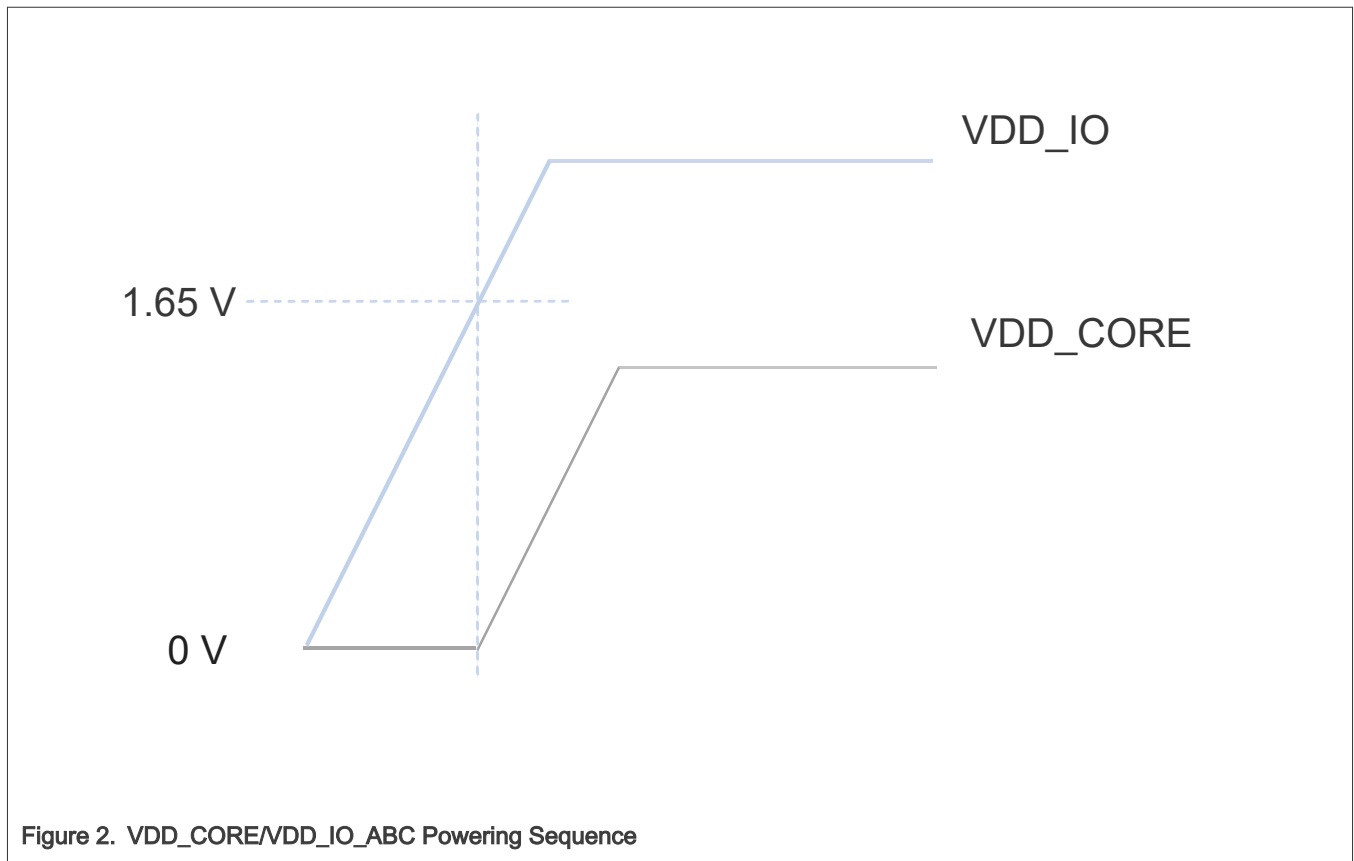 VDD_IO
1.65 V
VDD_CORE
0 V
Figure 2. VDD_CORE/VDD_IO_ABC Powering Sequence